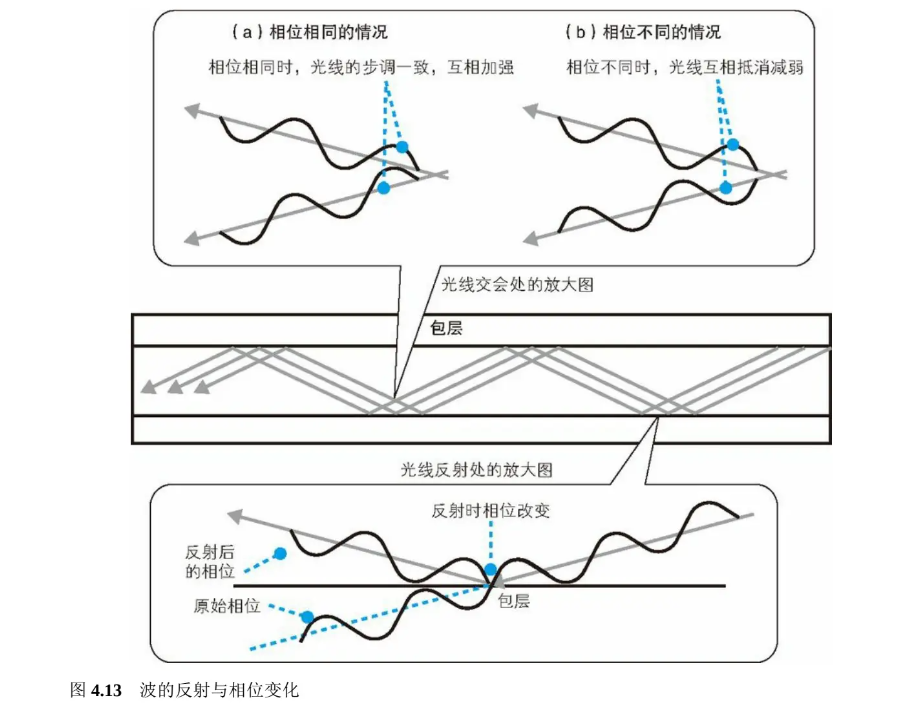 （a）相位相同的情况
（b）相位不同的情况
相位相同时，光线的步调一致，互相加强
相位不同时，光线互相抵消减弱
光线交会处的放大图
包层
光线反射处的放大图
反射时相位改变
反射后
的相位
原始相位
包层
图 4.13 波的反射与相位变化